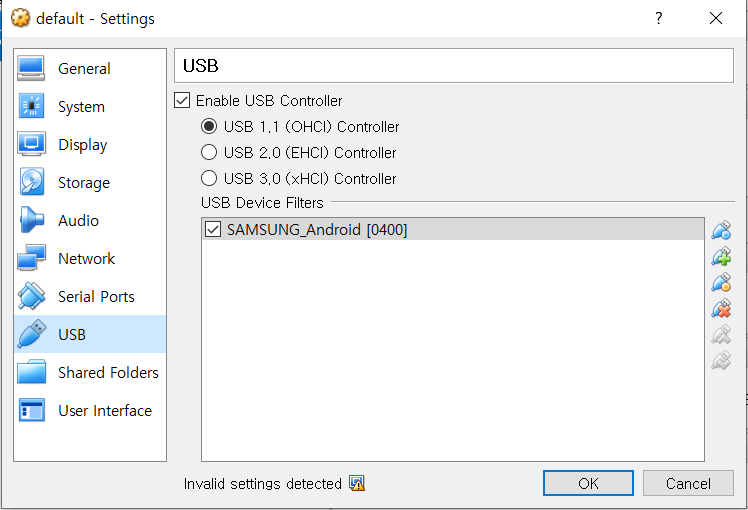 default - Settings
?
General
System
Display
Storage
Audio
Network
Serial Ports
USB
Shared Folders
User Interface
USB
Enable USB Controller
USB 1.1 (OHCI) Controller
USB 2.0 (EHCI) Controller
USB 3.0 (xHCI) Controller
USB Device Filters
SAMSUNG_Android [0400]
Invalid settings detected
OK
Cancel